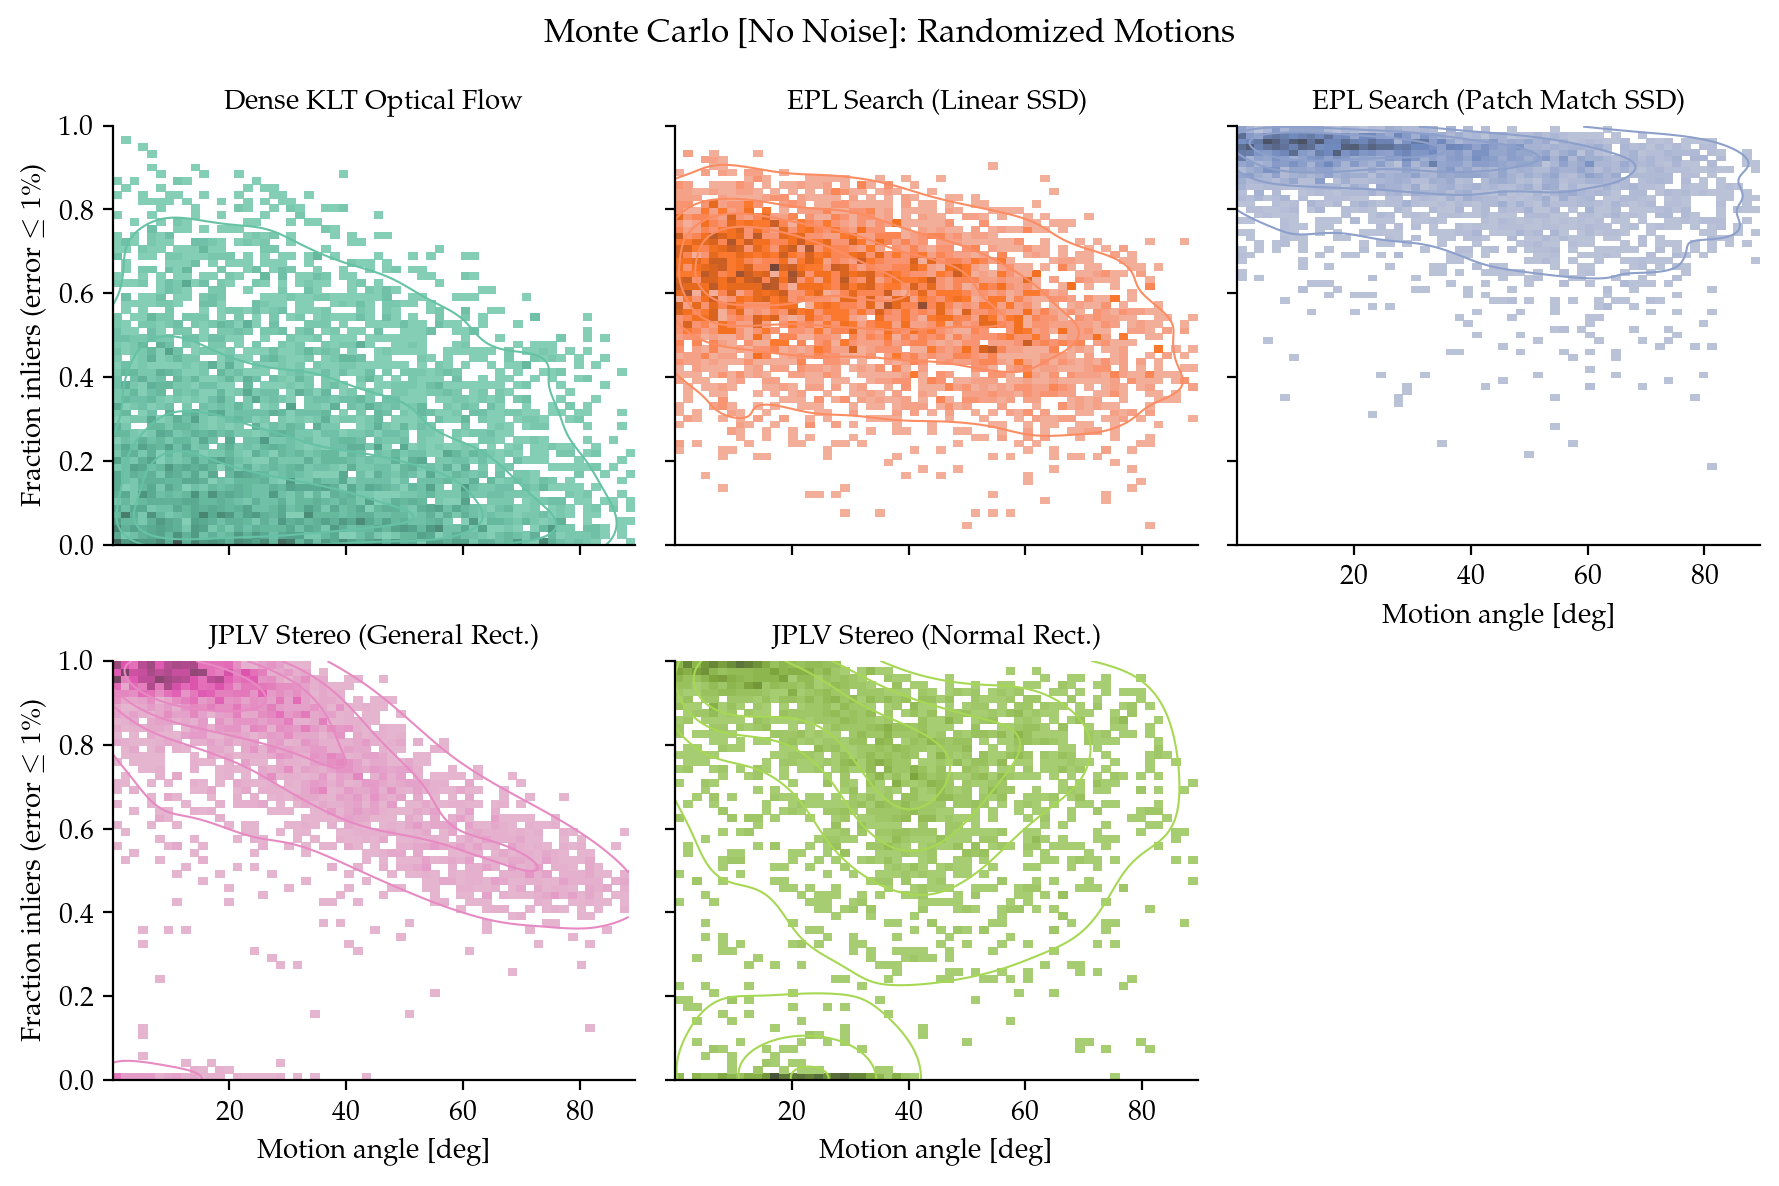 Monte Carlo [No Noise]: Randomized Motions
Dense KLT Optical Flow
EPL Search (Linear SSD)
EPL Search (Patch Match SSD)
Fraction inliers (error ≤ 1%)
1.0
0.8
0.6
0.4
0.2
0.0
20 40 60 80
Motion angle [deg]
JPLV Stereo (General Rect.)
JPLV Stereo (Normal Rect.)
Fraction inliers (error ≤ 1%)
1.0
0.8
0.6
0.4
0.2
0.0
20 40 60 80
Motion angle [deg]
20 40 60 80
Motion angle [deg]